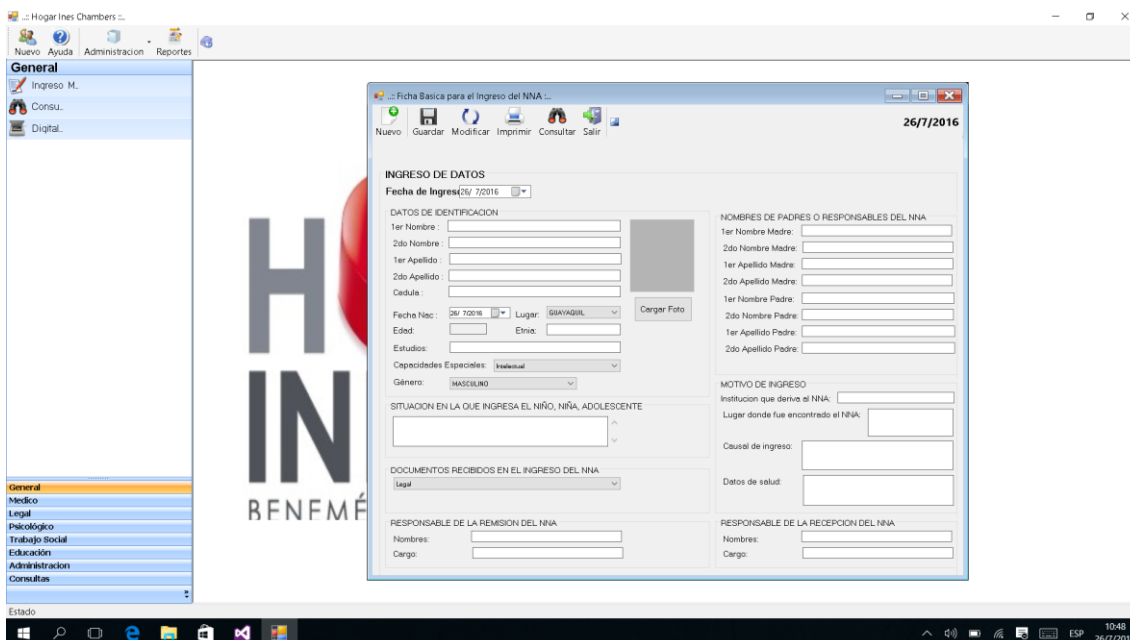 ..:: Hogar Ines Chambers ::..
Nuevo Ayuda Administracion Reportes
General
Ingreso M..
Consu..
Digital..
General
Medico
Legal
Psicológico
Trabajo Social
Educación
Administracion
Consultas
Estado
H
IN
BENEMÉ
..:: Ficha Basica para el Ingreso del NNA ::..
Nuevo Guardar Modificar Imprimir Consultar Salir
26/7/2016
INGRESO DE DATOS
Fecha de Ingreso 26/ 7/2016
DATOS DE IDENTIFICACION
1er Nombre :
2do Nombre :
1er Apellido :
2do Apellido :
Cedula :
Fecha Nac : 26/ 7/2016 Lugar: GUAYAQUIL
Edad: Etnia:
Estudios:
Capacidades Especiales: Intelectual
Género: MASCULINO
Cargar Foto
SITUACION EN LA QUE INGRESA EL NIÑO, NIÑA, ADOLESCENTE
DOCUMENTOS RECIBIDOS EN EL INGRESO DEL NNA
Legal
RESPONSABLE DE LA REMISION DEL NNA
Nombres:
Cargo:
NOMBRES DE PADRES O RESPONSABLES DEL NNA
1er Nombre Madre:
2do Nombre Madre:
1er Apellido Madre:
2do Apellido Madre:
1er Nombre Padre:
2do Nombre Padre:
1er Apellido Padre:
2do Apellido Padre:
MOTIVO DE INGRESO
Institucion que deriva al NNA:
Lugar donde fue encontrado el NNA:
Causal de ingreso:
Datos de salud:
RESPONSABLE DE LA RECEPCION DEL NNA
Nombres:
Cargo:
ESP
10:48
26/7/201